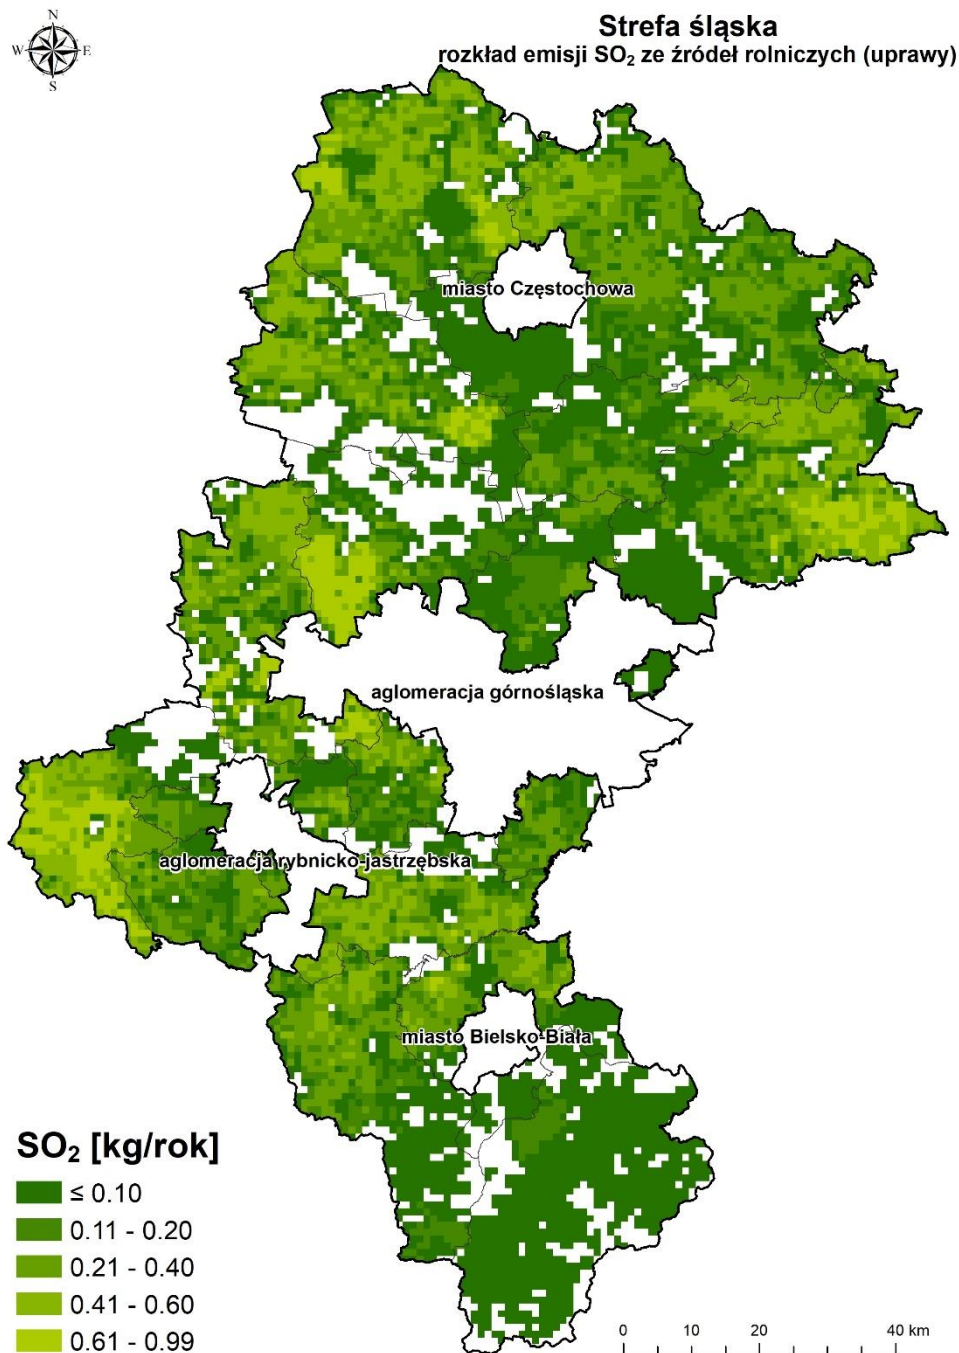 N
W E
S
Strefa śląska
rozkład emisji SO₂ ze źródeł rolniczych (uprawy)
miasto Częstochowa
aglomeracja górnośląska
aglomeracja rybnicko-jastrzębska
miasto Bielsko-Biała
SO₂ [kg/rok]
≤ 0.10
0.11 - 0.20
0.21 - 0.40
0.41 - 0.60
0.61 - 0.99
0 10 20 40 km